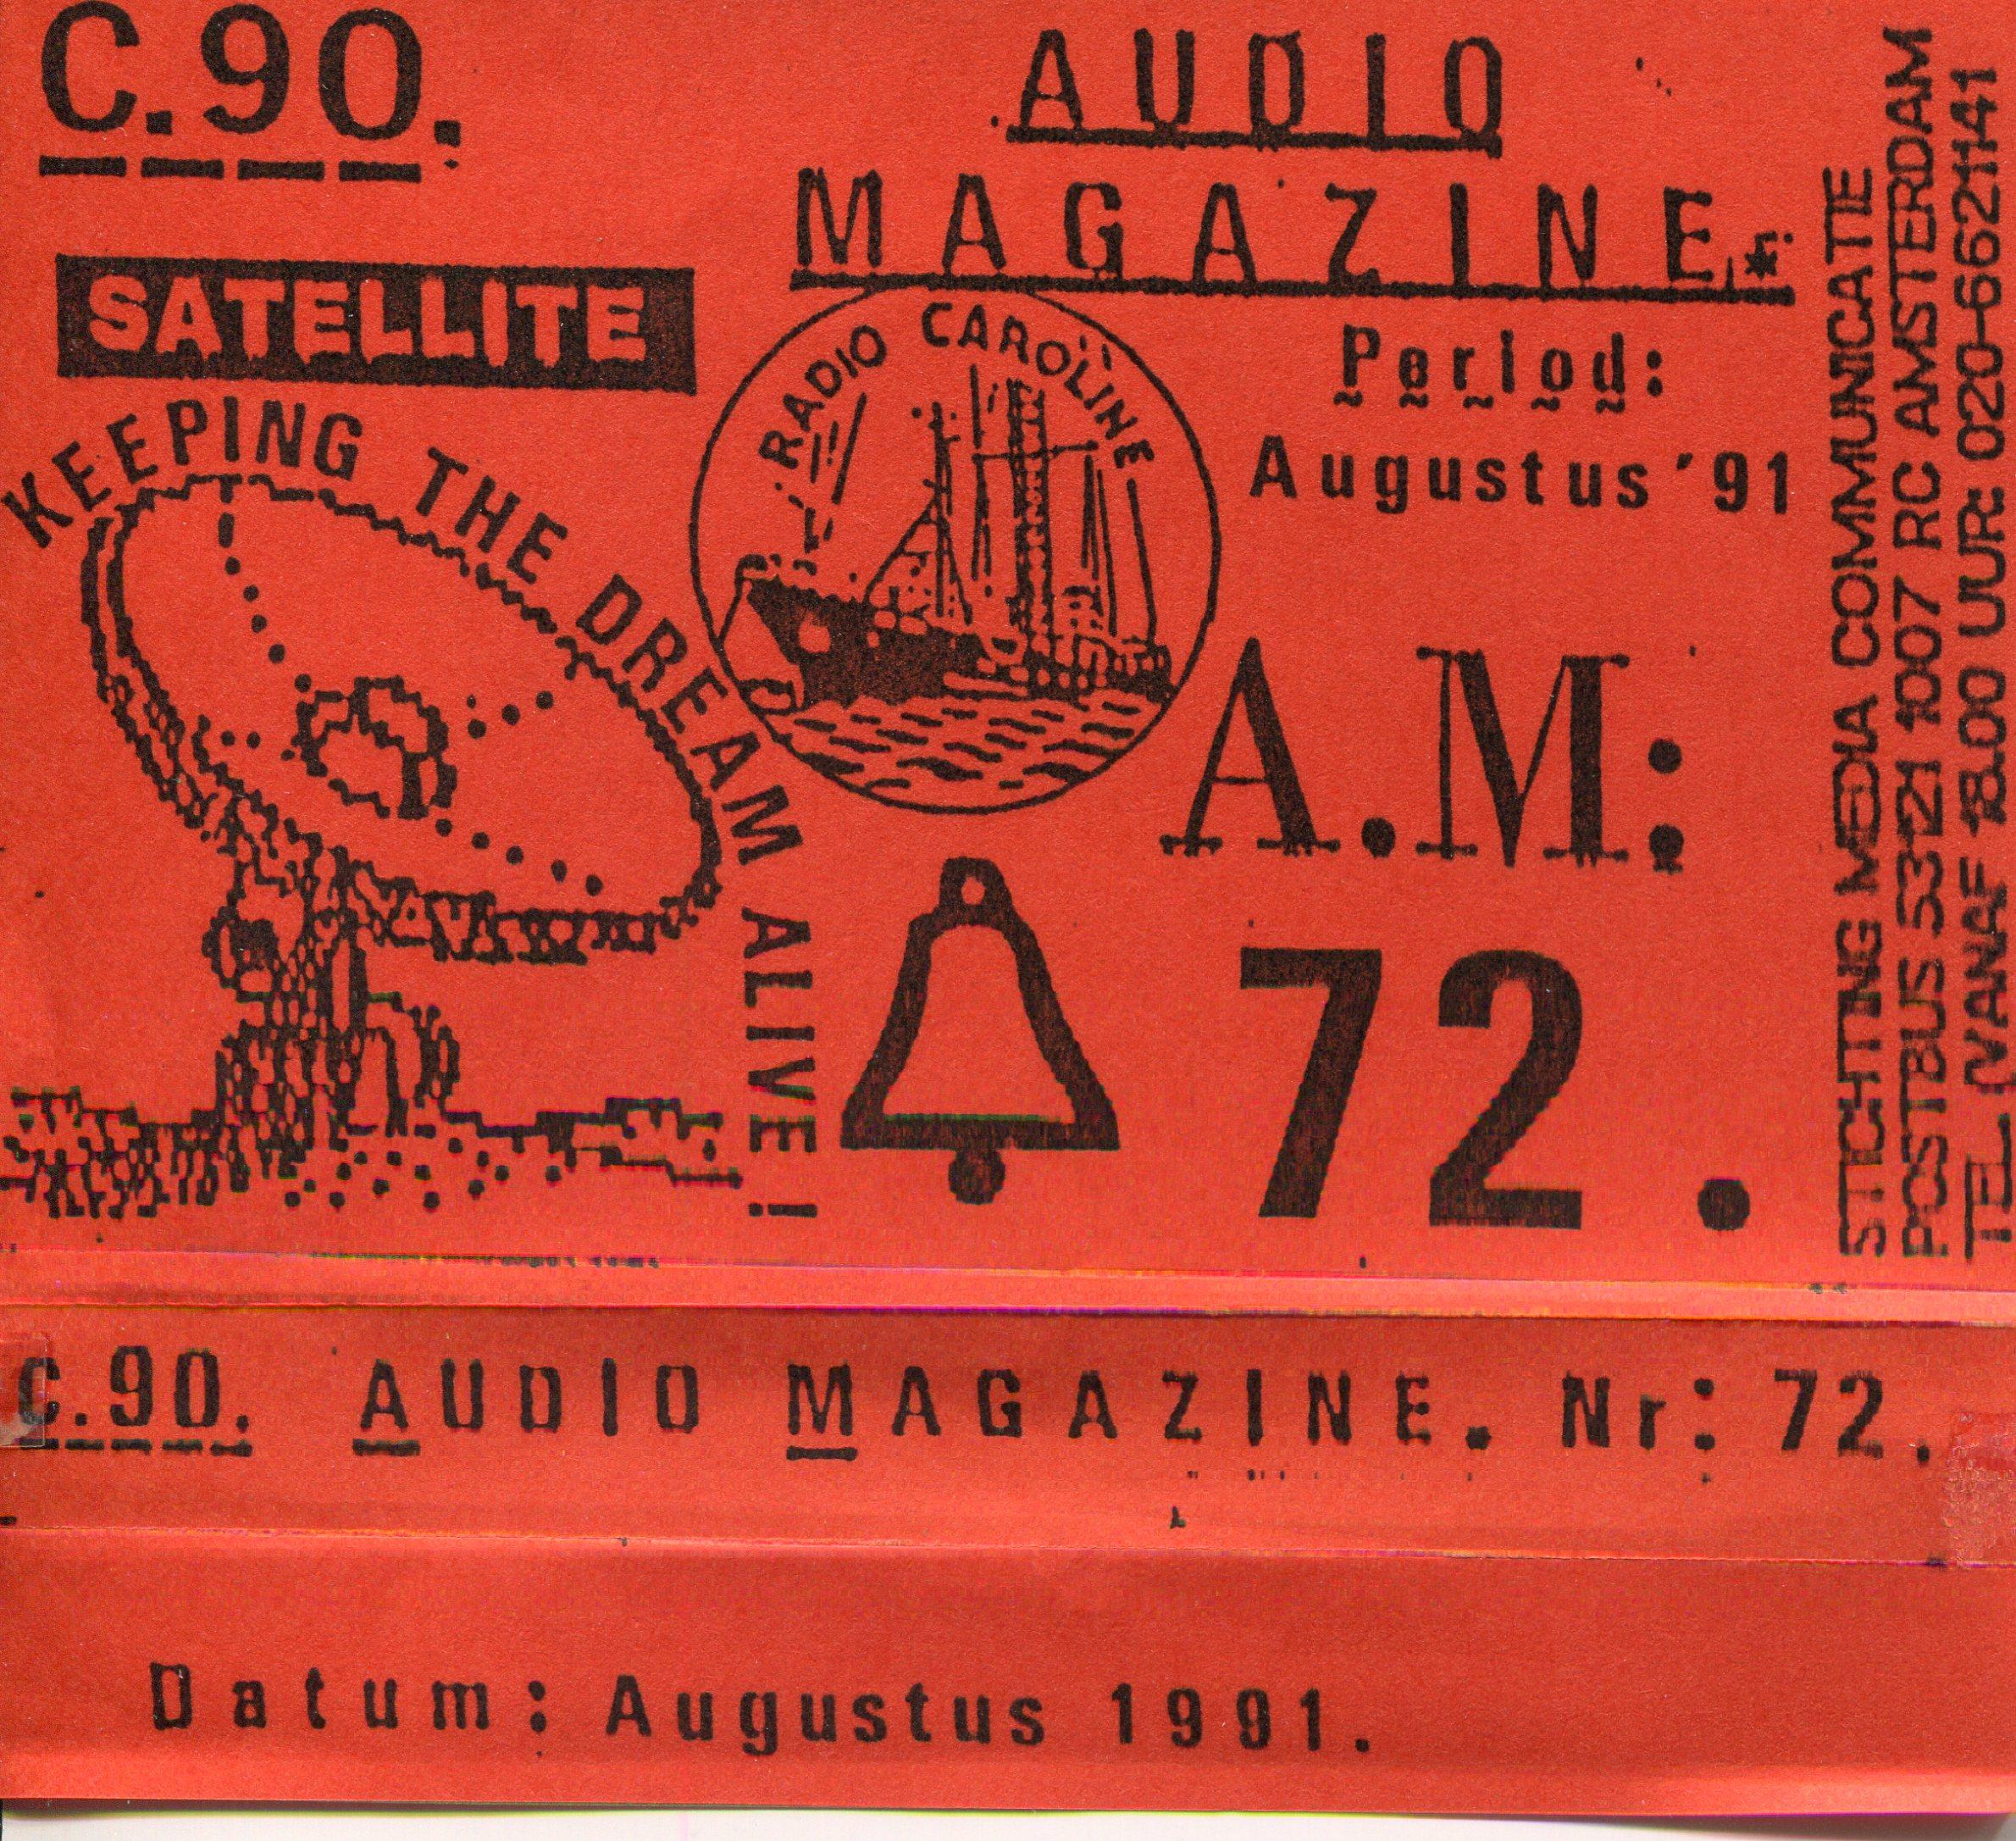 C.90.
AUDIO
MAGAZINE.*
SATELLITE
KEEPING THE DREAM ALIVE!
RADIO CAROLINE
Period:
Augustus '91
A.M:
72.
STICHTING MEDIA COMMUNICATIE
POSTBUS 53121 1007 RC AMSTERDAM
TEL. (VANAF 18.00 UUR: 020-6621141
C.90. AUDIO MAGAZINE. Nr: 72.
Datum: Augustus 1991.